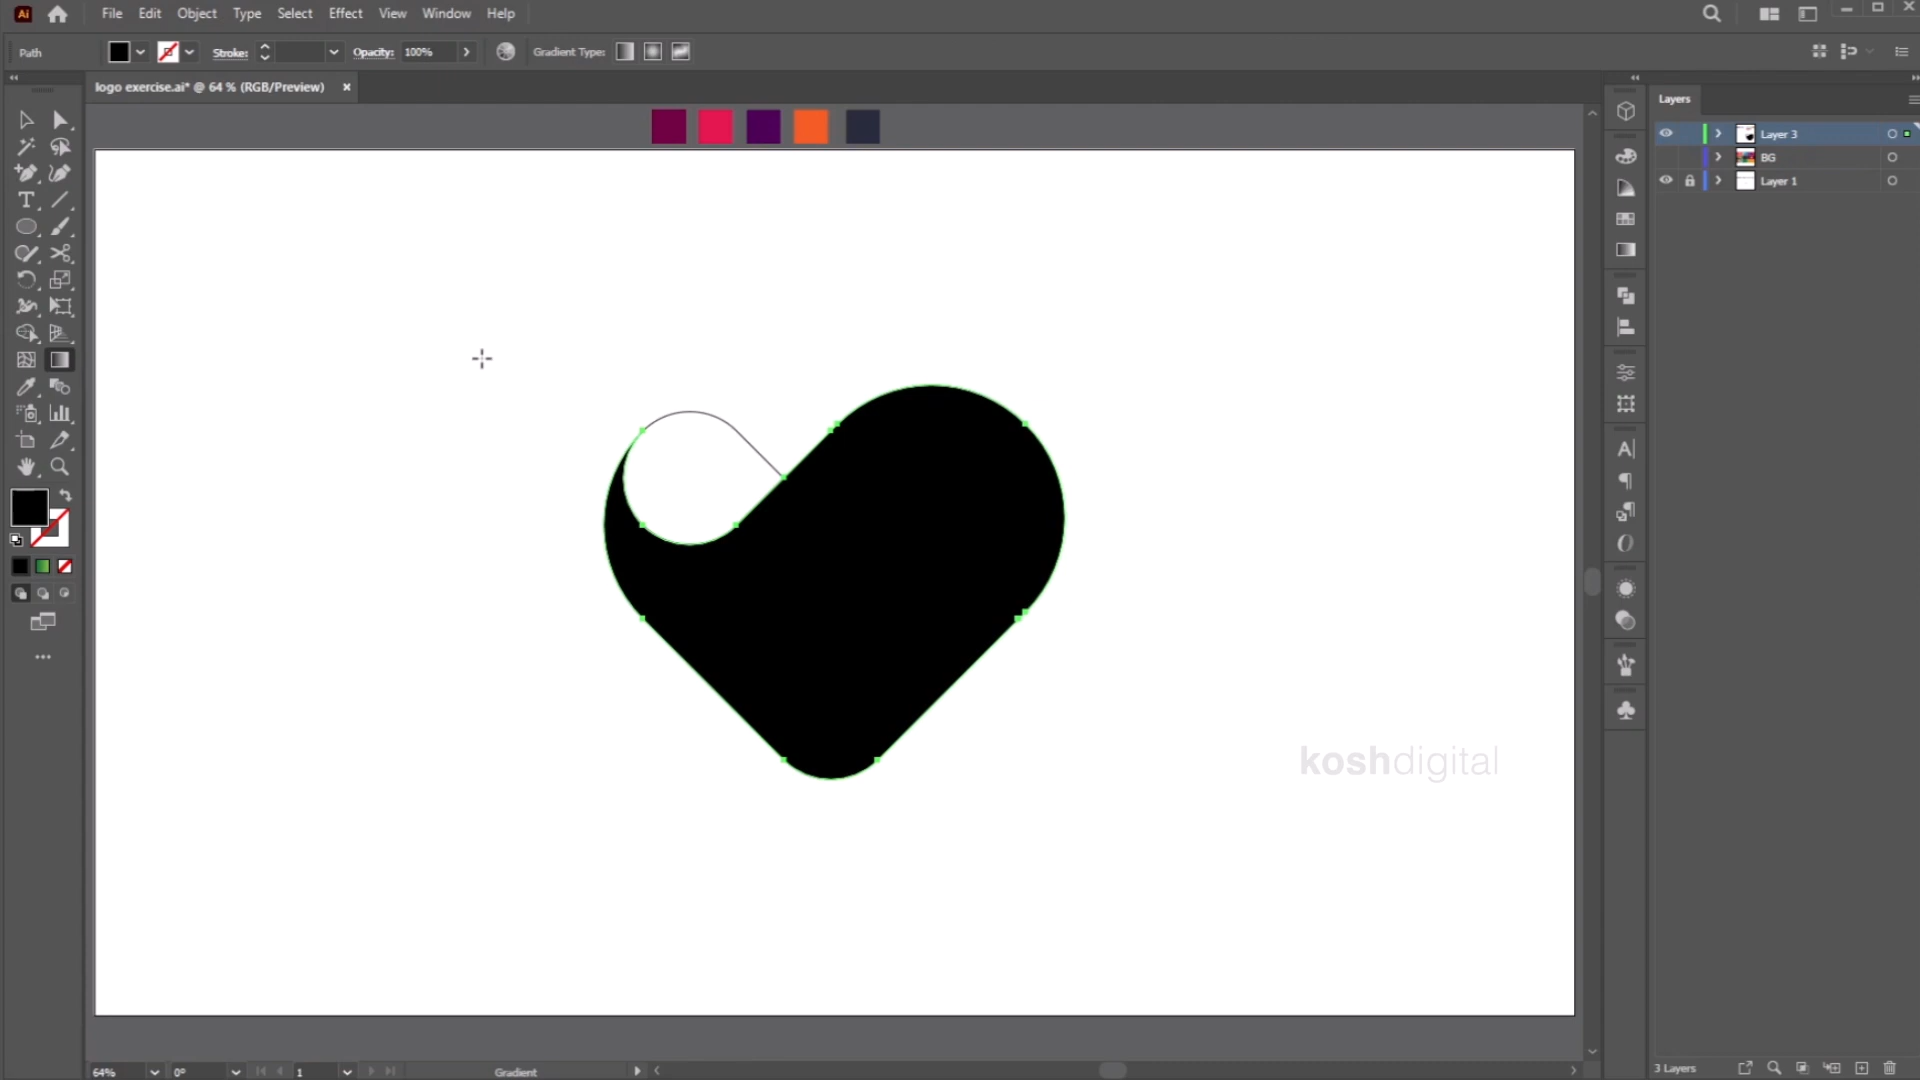 Ai File Edit Object Type Select Effect View Window Help
Path Stroke: Opacity: 100% Gradient Type:
logo exercise.ai* @ 64 % (RGB/Preview)
Layers
Layer 3
BG
Layer 1
koshdigital
64% 0° 1 Gradient
3 Layers